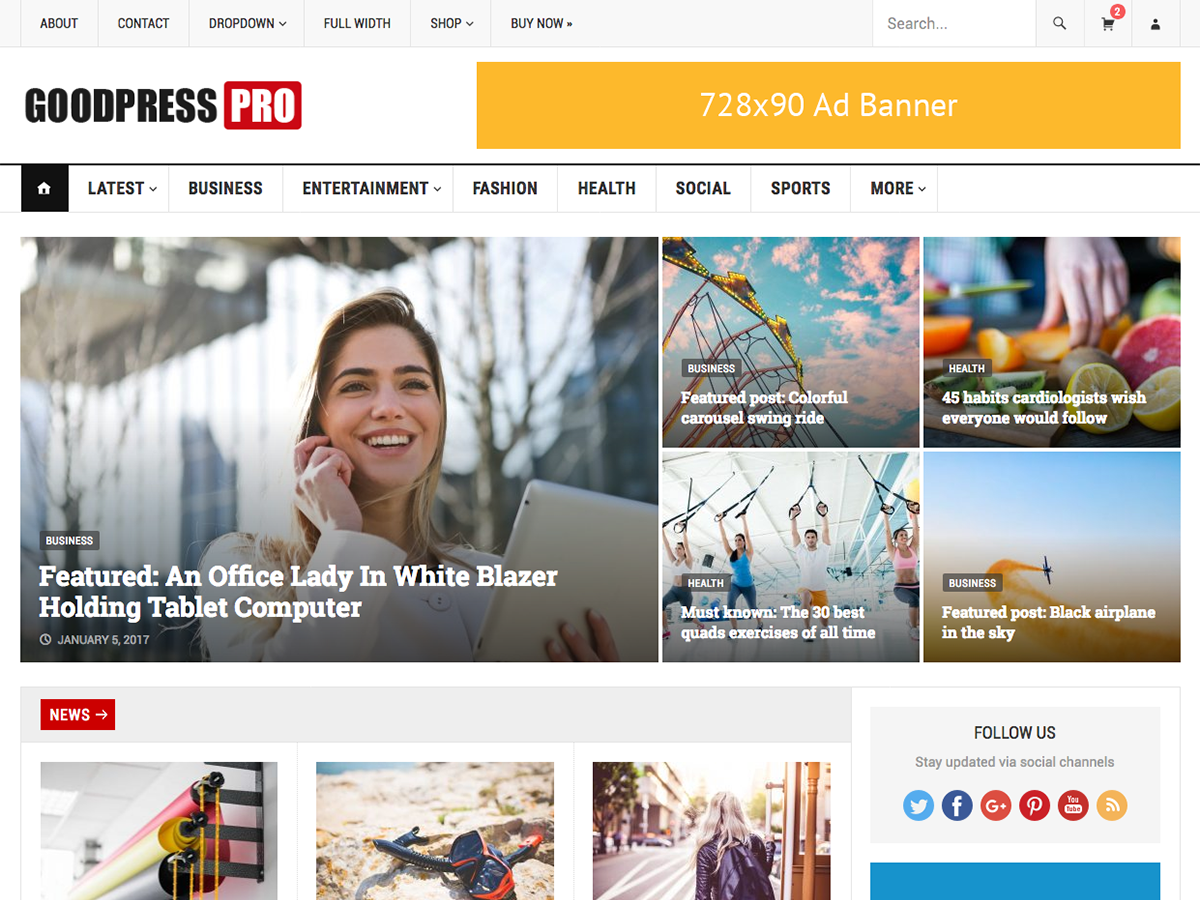 ABOUT
CONTACT
DROPDOWN
FULL WIDTH
SHOP
BUY NOW »
Search...
2
GOODPRESS PRO
728x90 Ad Banner
LATEST
BUSINESS
ENTERTAINMENT
FASHION
HEALTH
SOCIAL
SPORTS
MORE
BUSINESS
Featured: An Office Lady In White Blazer
Holding Tablet Computer
JANUARY 5, 2017
BUSINESS
Featured post: Colorful
carousel swing ride
HEALTH
45 habits cardiologists wish
everyone would follow
HEALTH
Must known: The 30 best
quads exercises of all time
BUSINESS
Featured post: Black airplane
in the sky
NEWS →
FOLLOW US
Stay updated via social channels
G+
You
Tube